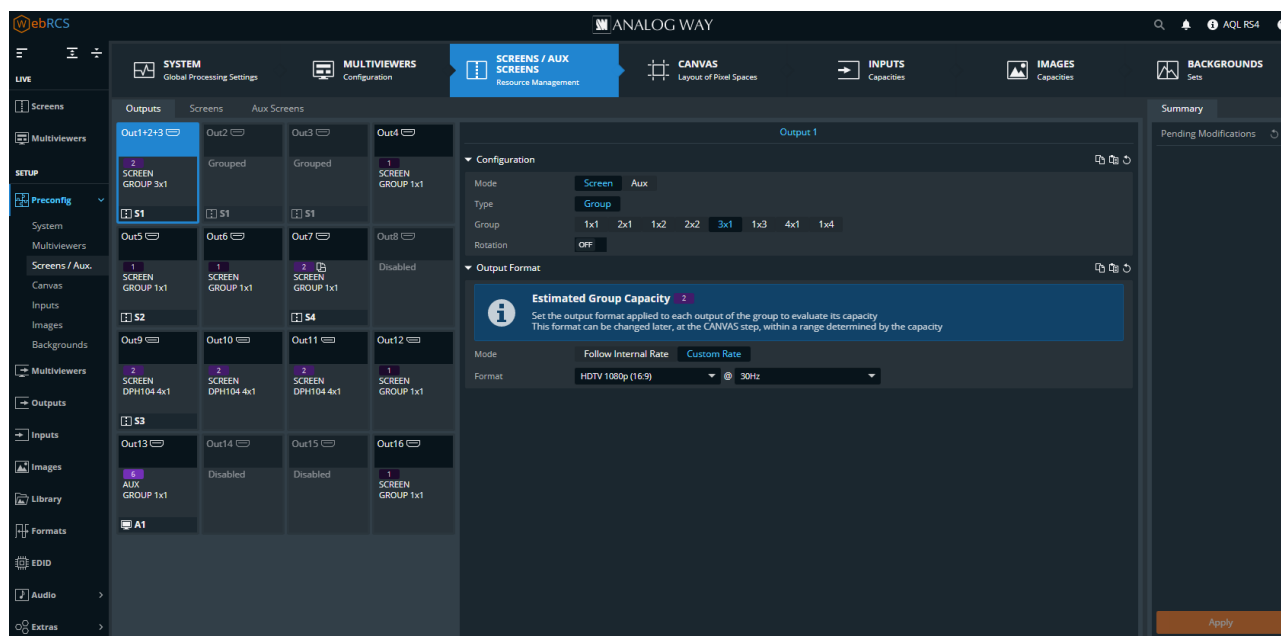 WebRCS
ANALOG WAY
AQL RS4
LIVE
Screens
Multiviewers
SETUP
Preconfig
System
Multiviewers
Screens / Aux.
Canvas
Inputs
Images
Backgrounds
Multiviewers
Outputs
Inputs
Images
Library
Formats
EDID
Audio
Extras
SYSTEM
Global Processing Settings
MULTIVIEWERS
Configuration
SCREENS / AUX
SCREENS
Resource Management
CANVAS
Layout of Pixel Spaces
INPUTS
Capacities
IMAGES
Capacities
BACKGROUNDS
Sets
Outputs Screens Aux Screens
Out1+2+3
2
SCREEN
GROUP 3x1
S1
Out2
Grouped
S1
Out3
Grouped
S1
Out4
1
SCREEN
GROUP 1x1
Out5
1
SCREEN
GROUP 1x1
S2
Out6
1
SCREEN
GROUP 1x1
Out7
2
SCREEN
GROUP 1x1
S4
Out8
Disabled
Out9
2
SCREEN
DPH104 4x1
S3
Out10
2
SCREEN
DPH104 4x1
Out11
2
SCREEN
DPH104 4x1
Out12
1
SCREEN
GROUP 1x1
Out13
6
AUX
GROUP 1x1
A1
Out14
Disabled
Out15
Disabled
Out16
1
SCREEN
GROUP 1x1
Output 1
Configuration
Mode Screen Aux
Type Group
Group 1x1 2x1 1x2 2x2 3x1 1x3 4x1 1x4
Rotation OFF
Output Format
Estimated Group Capacity 2
Set the output format applied to each output of the group to evaluate its capacity
This format can be changed later, at the CANVAS step, within a range determined by the capacity
Mode Follow Internal Rate Custom Rate
Format HDTV 1080p (16:9) @ 30Hz
Summary
Pending Modifications
Apply